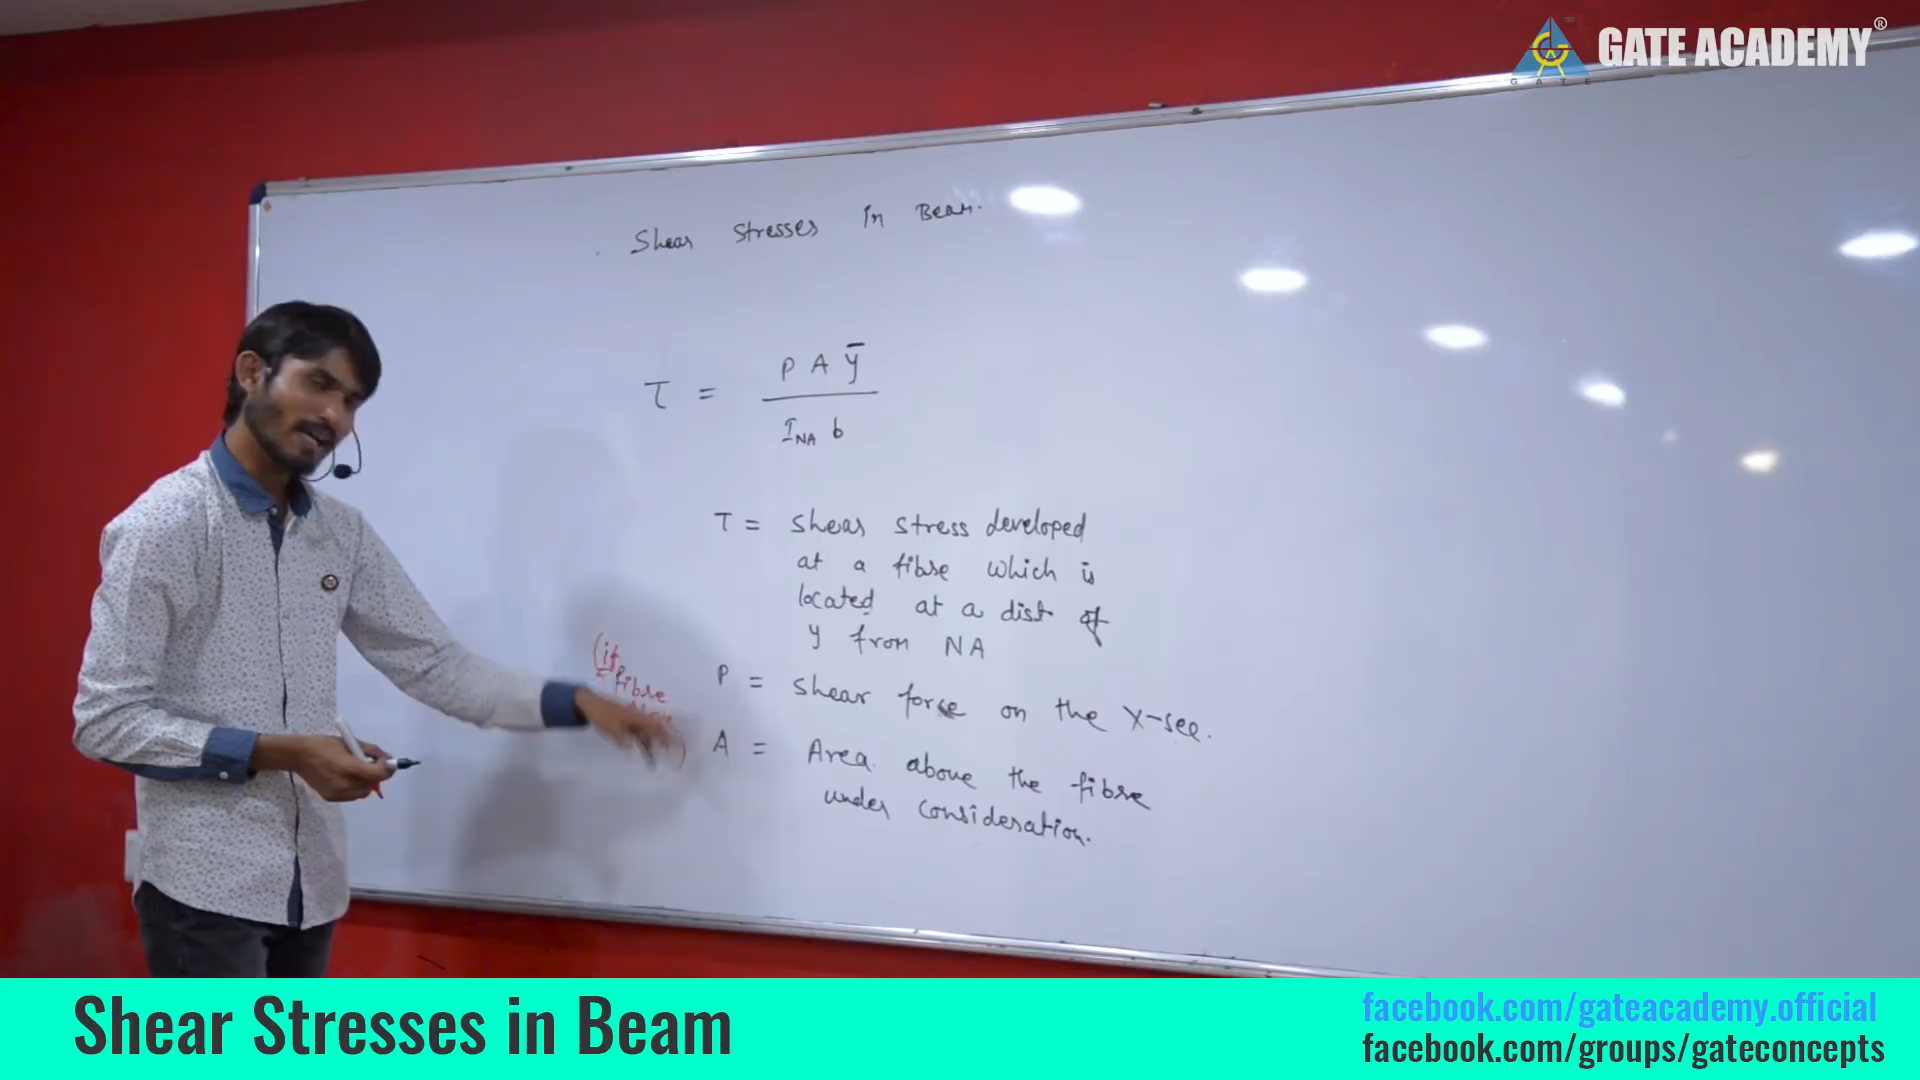 GATE ACADEMY®
GATE
Shear Stresses in Beam.
τ = P A ȳ / I_NA b
τ = shear stress developed
at a fibre which is
located at a dist of
y from NA
(if
fibre
P = shear force on the X-sec.
A = Area above the fibre
under consideration.
Shear Stresses in Beam
facebook.com/gateacademy.official
facebook.com/groups/gateconcepts